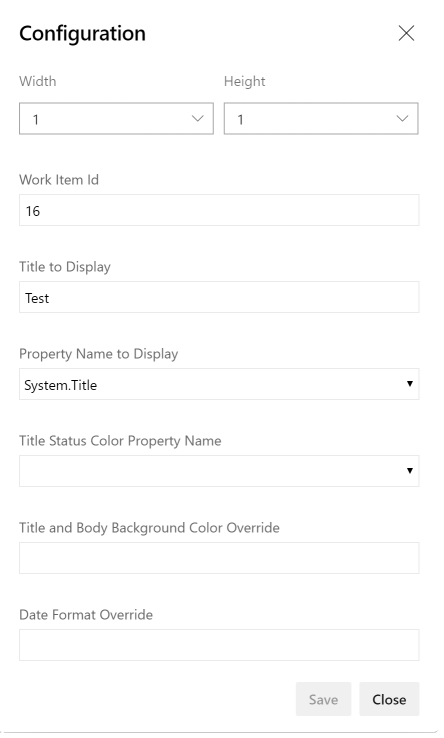 Configuration
Width Height
1 1
Work Item Id
16
Title to Display
Test
Property Name to Display
System.Title
Title Status Color Property Name
Title and Body Background Color Override
Date Format Override
Save Close